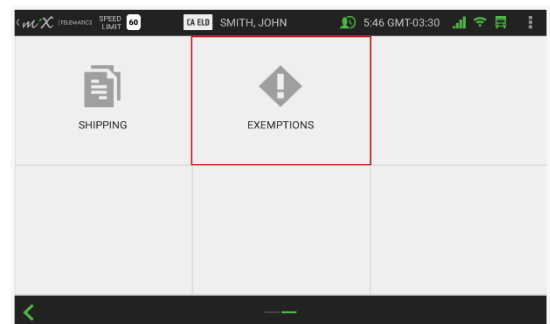 mix TELEMATICS SPEED LIMIT 60 CA ELD SMITH, JOHN 5:46 GMT-03:30
SHIPPING EXEMPTIONS